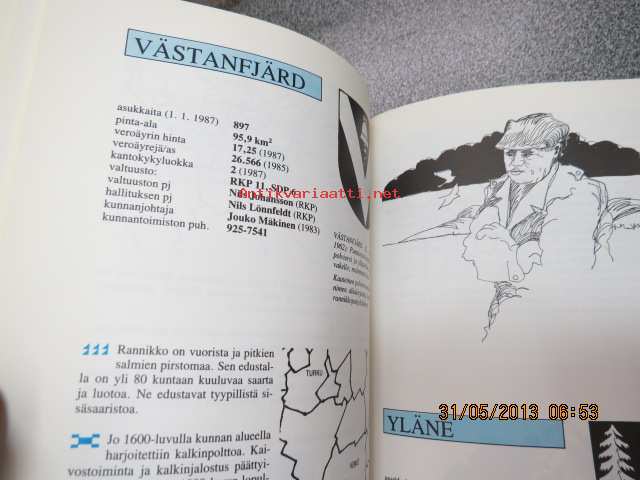 VÄSTANFJÄRD
asukkaita (1. 1. 1987) 897
pinta-ala 95,9 km²
veroäyrin hinta 17,25 (1987)
veroäyrejä/as 26.566 (1985)
kantokykyluokka 2 (1987)
valtuusto: RKP 11, SDP
valtuuston pj Johansson (RKP)
hallituksen pj Nils Lönnfeldt (RKP)
kunnanjohtaja Jouko Mäkinen (1983)
kunnantoimiston puh. 925-7541
Antikvariaatti.net
VÄSTANFJÄRD
1962):
Rannikko on vuorista ja pitkien
salmien pirstomaa. Sen edustal-
la on yli 80 kuntaan kuuluvaa saarta
ja luotoa. Ne edustavat tyypillistä si-
säsaaristoa.
Jo 1600-luvulla kunnan alueella
harjoitettiin kalkinpolttoa. Kai-
vostoiminta ja kalkinjalostus päättyi-
TURKU
YLÄNE
31/05/2013 06:53